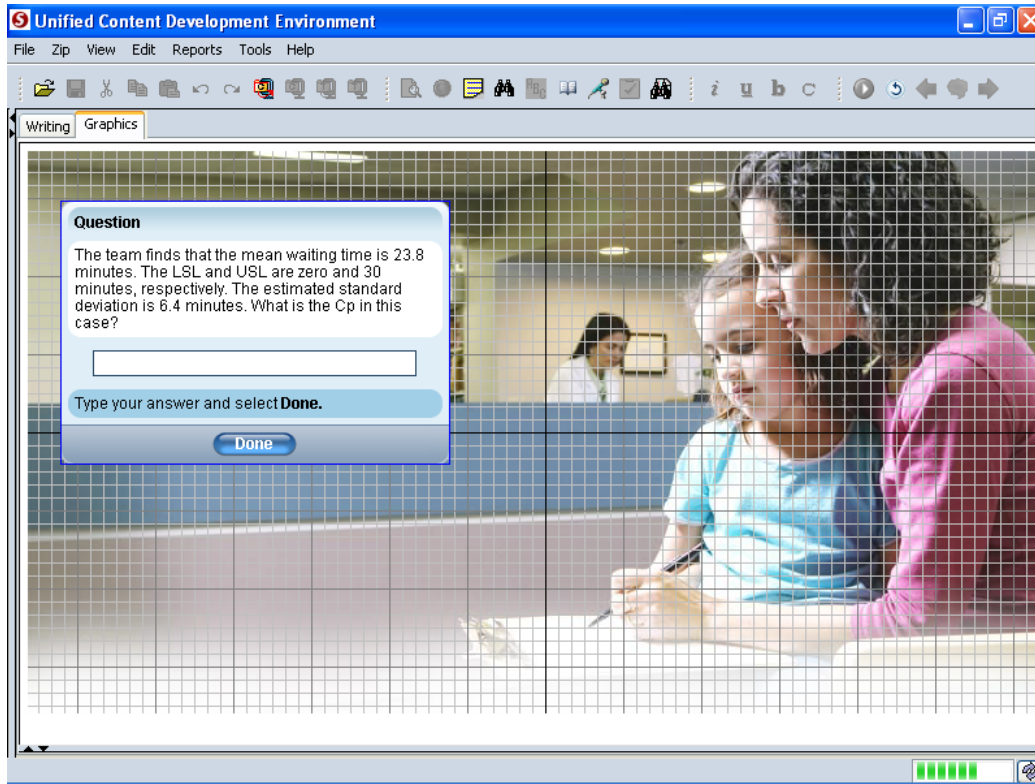 Unified Content Development Environment
File Zip View Edit Reports Tools Help
i u b c
Writing Graphics
Question
The team finds that the mean waiting time is 23.8
minutes. The LSL and USL are zero and 30
minutes, respectively. The estimated standard
deviation is 6.4 minutes. What is the Cp in this
case?
Type your answer and select Done.
Done